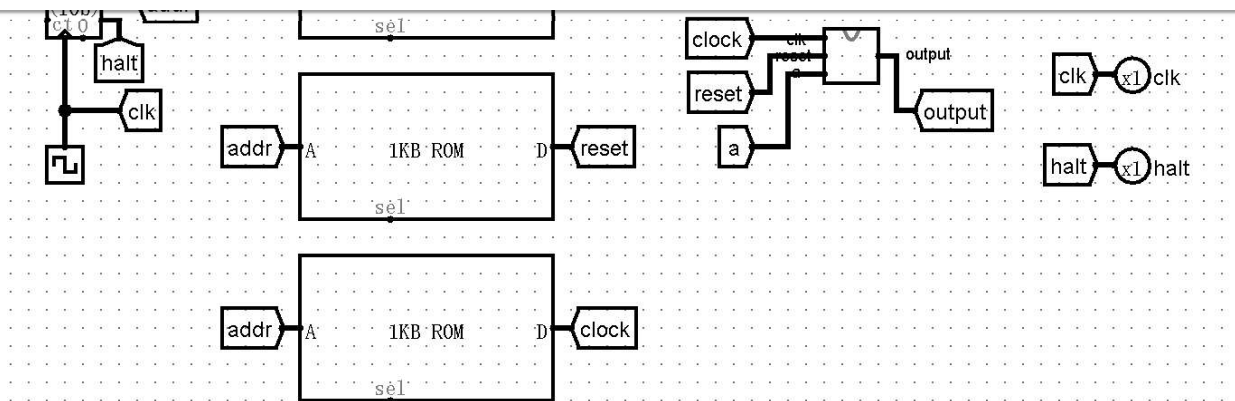 ct 0
halt
clk
sel
addr
A
1KB ROM
D
reset
sel
addr
A
1KB ROM
D
clock
sel
clock
reset
a
clk
reset
a
output
output
clk
x1
clk
halt
x1
halt